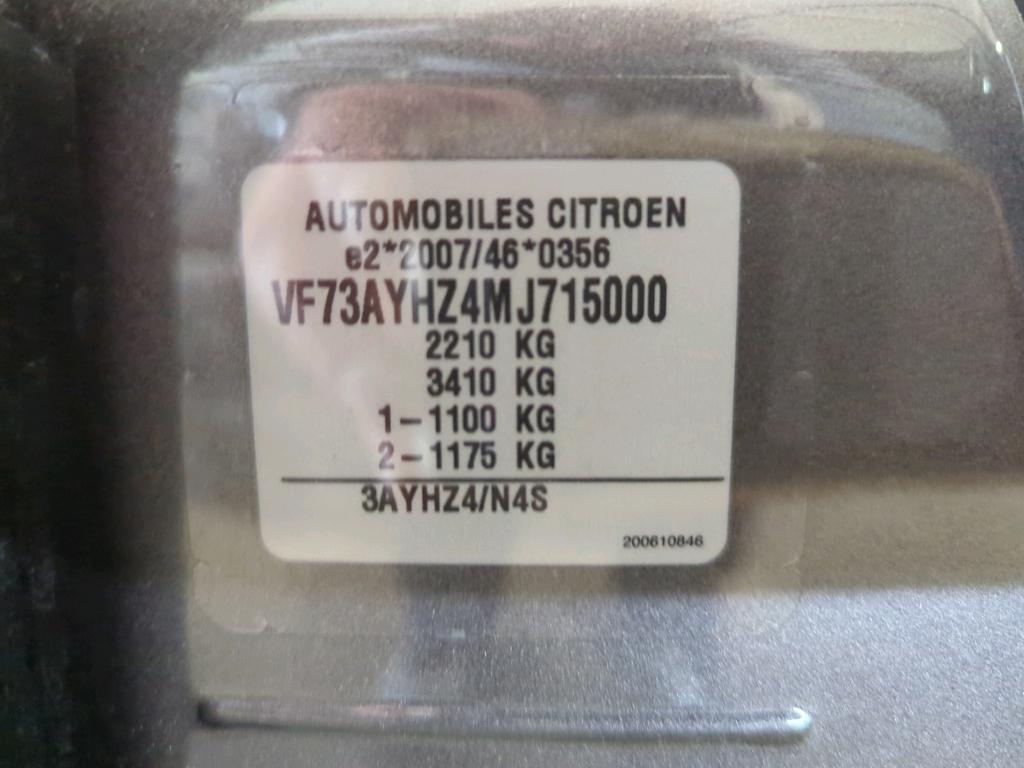 AUTOMOBILES CITROEN
e2*2007/46*0356
VF73AYHZ4MJ715000
2210 KG
3410 KG
1-1100 KG
2-1175 KG
3AYHZ4/N4S
200610846